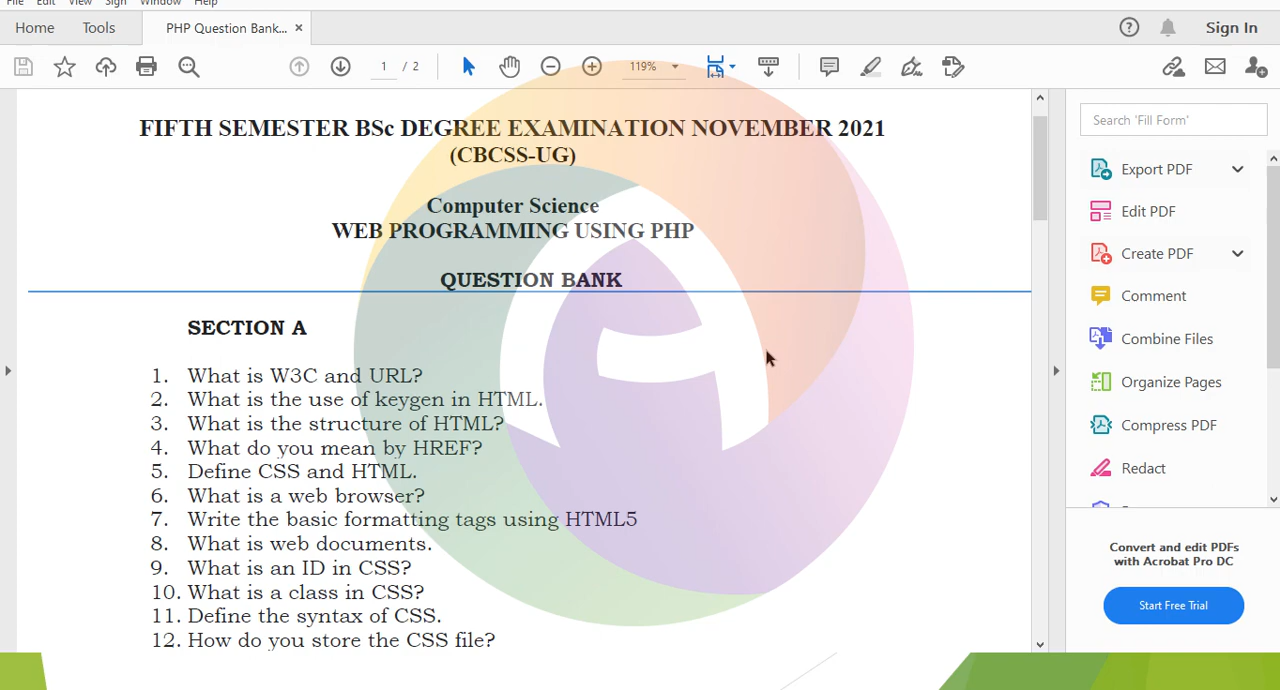 File Edit View Sign Window Help
Home Tools PHP Question Bank... × Sign In
1 / 2 119%
FIFTH SEMESTER BSc DEGREE EXAMINATION NOVEMBER 2021
(CBCSS-UG)
Computer Science
WEB PROGRAMMING USING PHP
QUESTION BANK
SECTION A
1. What is W3C and URL?
2. What is the use of keygen in HTML.
3. What is the structure of HTML?
4. What do you mean by HREF?
5. Define CSS and HTML.
6. What is a web browser?
7. Write the basic formatting tags using HTML5
8. What is web documents.
9. What is an ID in CSS?
10. What is a class in CSS?
11. Define the syntax of CSS.
12. How do you store the CSS file?
Search 'Fill Form'
Export PDF
Edit PDF
Create PDF
Comment
Combine Files
Organize Pages
Compress PDF
Redact
Convert and edit PDFs
with Acrobat Pro DC
Start Free Trial